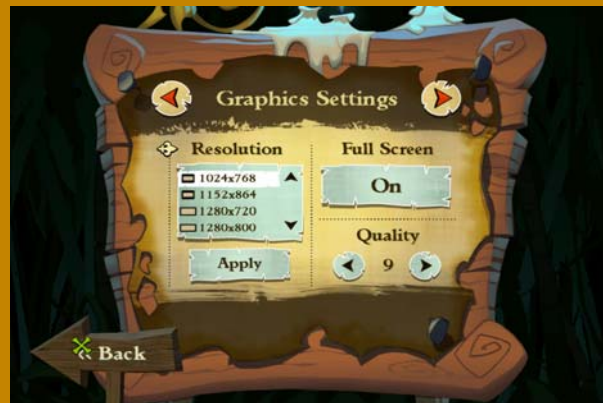 Graphics Settings
Resolution
1024x768
1152x864
1280x720
1280x800
Apply
Full Screen
On
Quality
9
Back